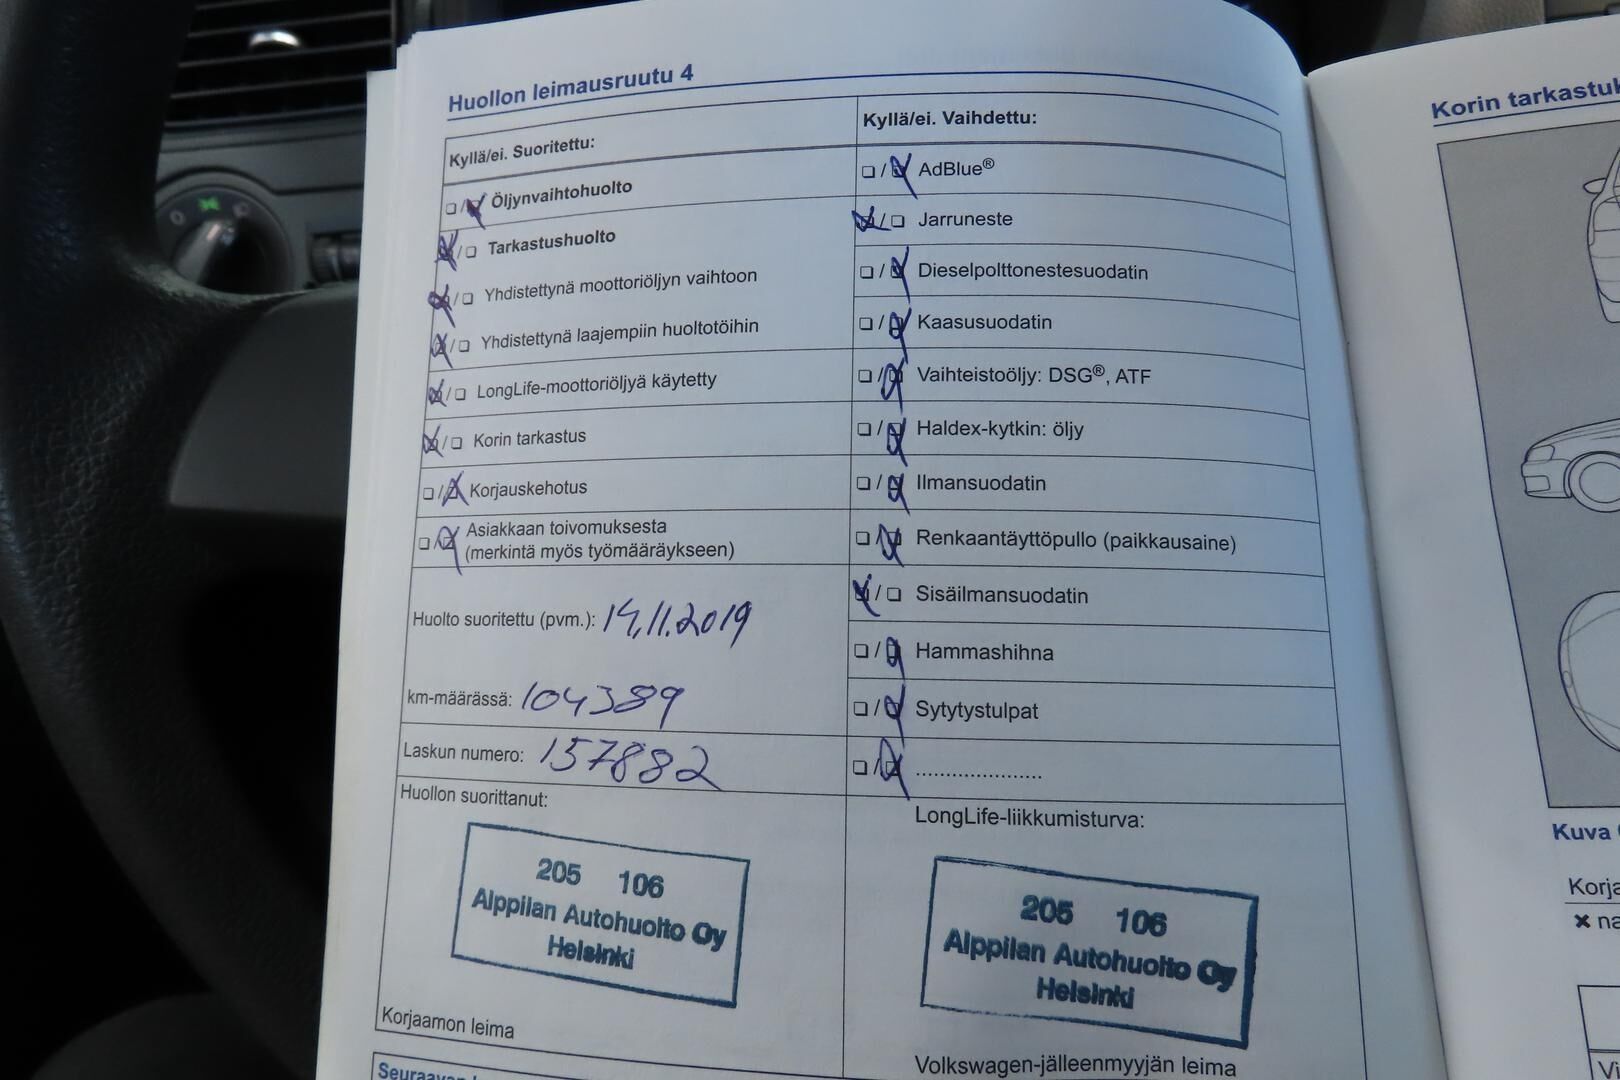 Huollon leimausruutu 4
Kyllä/ei. Suoritettu:
Öljynvaihtohuolto
Tarkastushuolto
Yhdistettynä moottoriöljyn vaihtoon
Yhdistettynä laajempiin huoltotöihin
LongLife-moottoriöljyä käytetty
Korin tarkastus
Korjauskehotus
Asiakkaan toivomuksesta
(merkintä myös työmääräykseen)
Huolto suoritettu (pvm.): 14.11.2019
km-määrässä: 104389
Laskun numero: 157882
Huollon suorittanut:
205 106
Alppilan Autohuolto Oy
Helsinki
Korjaamon leima
Kyllä/ei. Vaihdettu:
AdBlue®
Jarruneste
Dieselpolttonestesuodatin
Kaasusuodatin
Vaihteistoöljy: DSG®, ATF
Haldex-kytkin: öljy
Ilmansuodatin
Renkaantäyttöpullo (paikkausaine)
Sisäilmansuodatin
Hammashihna
Sytytystulpat
.....................
LongLife-liikkumisturva:
205 106
Alppilan Autohuolto Oy
Helsinki
Volkswagen-jälleenmyyjän leima
Korin tarkastuk
Kuva
Korja
✖ na